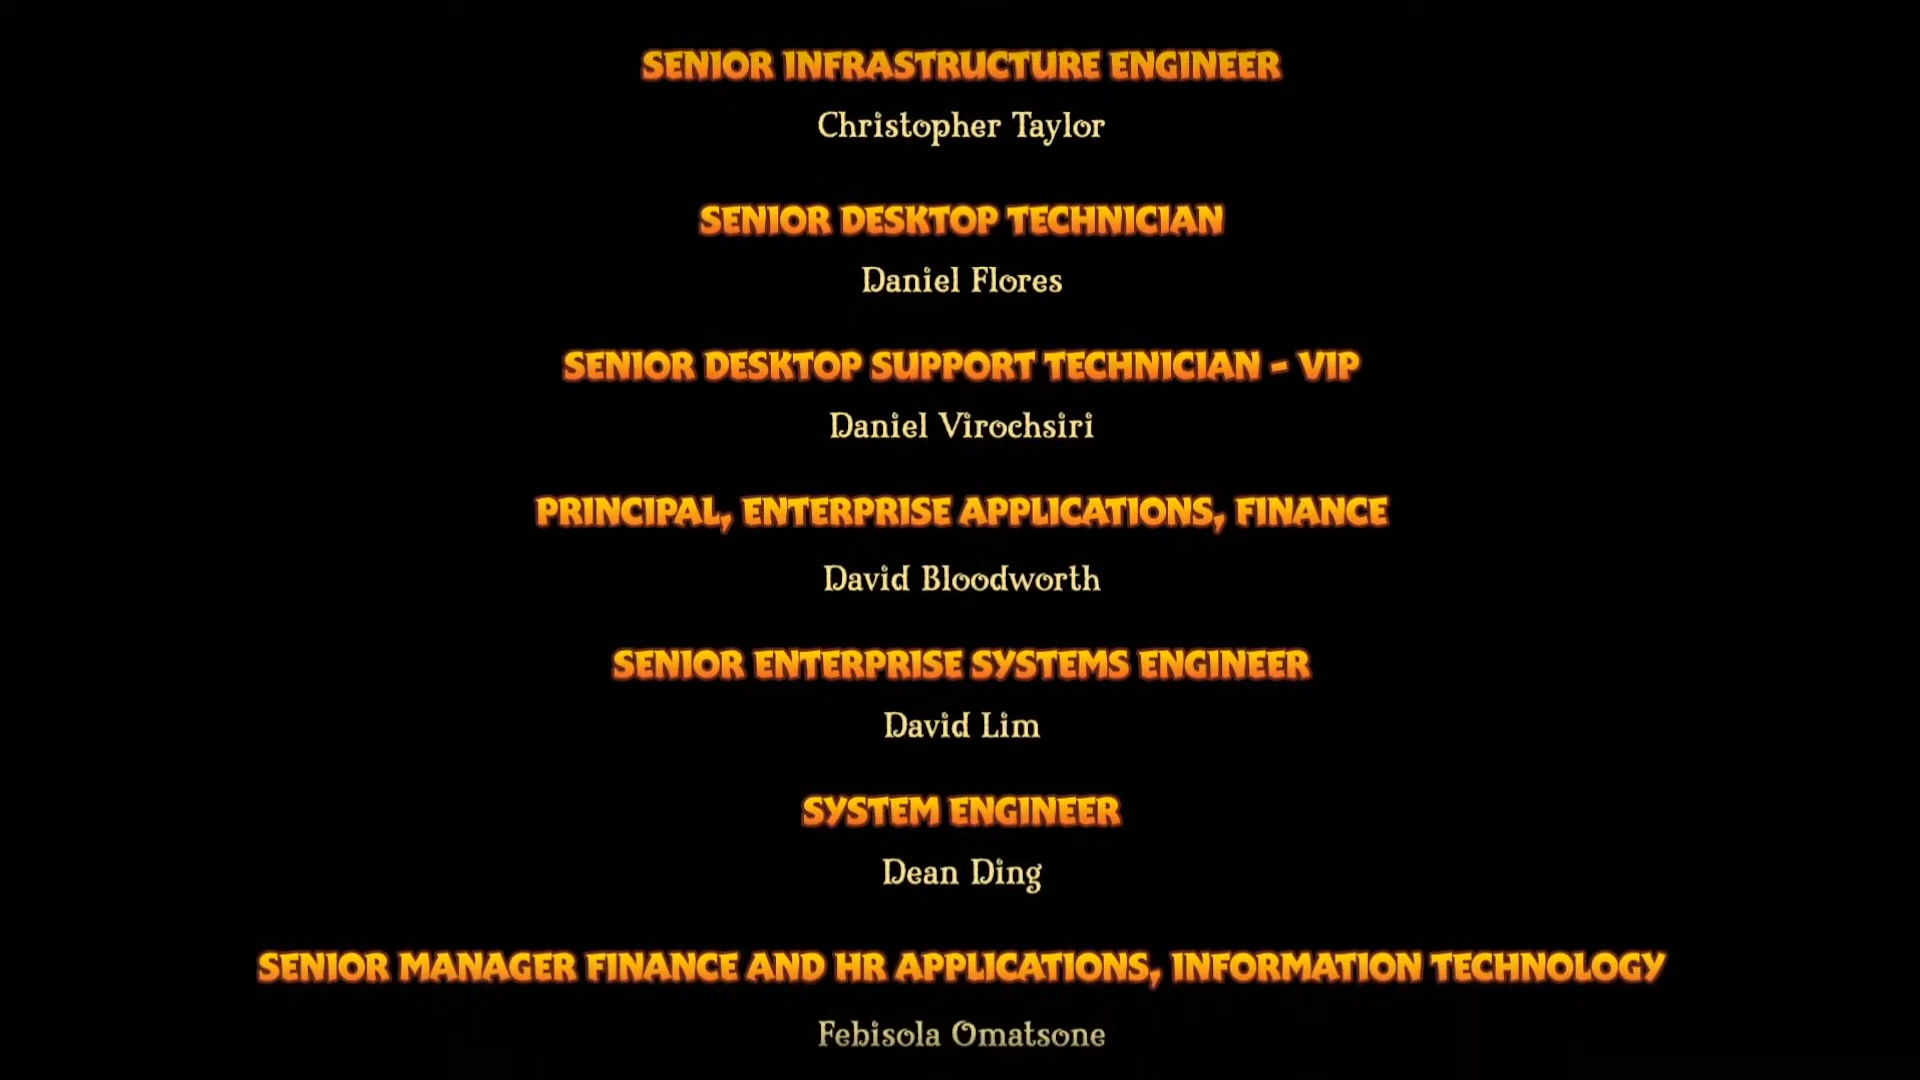 SENIOR INFRASTRUCTURE ENGINEER
Christopher Taylor
SENIOR DESKTOP TECHNICIAN
Daniel Flores
SENIOR DESKTOP SUPPORT TECHNICIAN - VIP
Daniel Virochsiri
PRINCIPAL, ENTERPRISE APPLICATIONS, FINANCE
David Bloodworth
SENIOR ENTERPRISE SYSTEMS ENGINEER
David Lim
SYSTEM ENGINEER
Dean Ding
SENIOR MANAGER FINANCE AND HR APPLICATIONS, INFORMATION TECHNOLOGY
Febisola Omatsone